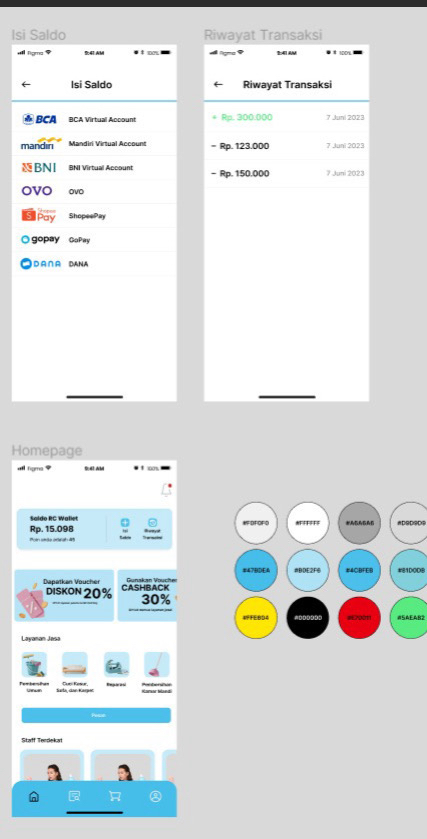 Isi Saldo
Figma
9:41 AM
100%
Isi Saldo
BCA BCA Virtual Account
mandiri Mandiri Virtual Account
BNI BNI Virtual Account
OVO OVO
Shopee Pay ShopeePay
gopay GoPay
DANA DANA
Riwayat Transaksi
Figma
9:41 AM
100%
Riwayat Transaksi
+ Rp. 300.000 7 Juni 2023
- Rp. 123.000 7 Juni 2023
- Rp. 150.000 7 Juni 2023
Homepage
Figma
9:41 AM
100%
Saldo RC Wallet
Rp. 15.098
Poin anda adalah 45
Isi Saldo
Riwayat Transaksi
Dapatkan Voucher
DISKON 20%
Gunakan Voucher
CASHBACK
30%
Layanan Jasa
Pembersihan Umum
Cuci Kasur, Sofa, dan Karpet
Reparasi
Pembersihan Kamar Mandi
Pesan
Staff Terdekat
#F0F0F0
#FFFFFF
#A6A6A6
#D9D9D9
#47BDEA
#B0E2F6
#4CBFEB
#81D0DB
#FFE604
#000000
#5AEA82